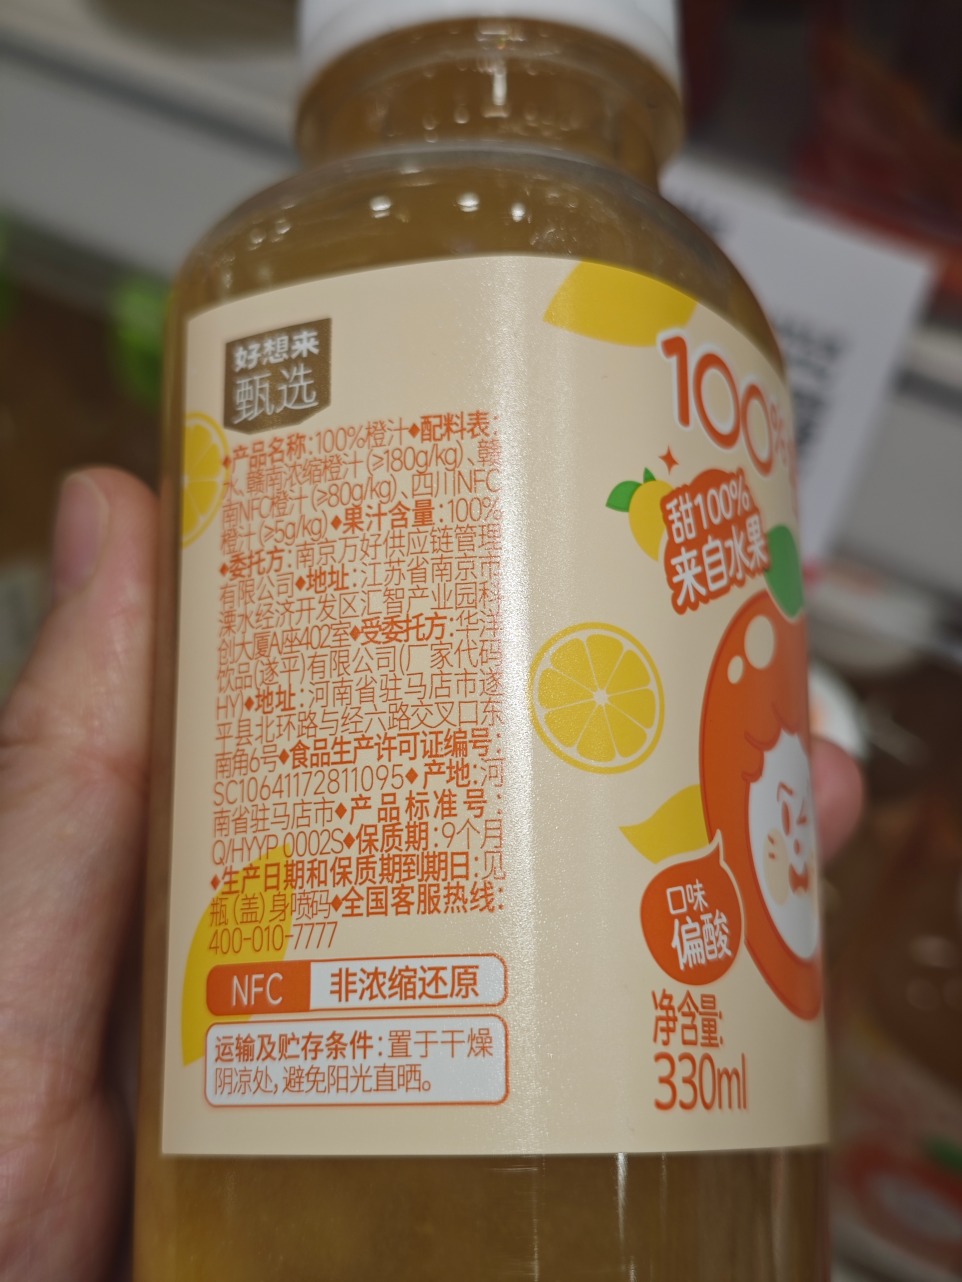 好想来
甄选
◆产品名称:100%橙汁◆配料表:
水、赣南浓缩橙汁(≥180g/kg)、赣
南NFC橙汁(≥80g/kg)、四川NFC
橙汁(≥5g/kg)◆果汁含量:100%
◆委托方:南京万好供应链管理
有限公司◆地址:江苏省南京市
溧水经济开发区汇智产业园科
创大厦A座402室◆受委托方:华洋
饮品(遂平)有限公司(厂家代码
HY)◆地址:河南省驻马店市遂
平县北环路与经六路交叉口东
南角6号◆食品生产许可证编号:
SC10641172811095◆产地:河
南省驻马店市◆产品标准号:
Q/HYYP 0002S◆保质期:9个月
◆生产日期和保质期到期日:见
瓶(盖)身喷码◆全国客服热线:
400-010-7777
NFC 非浓缩还原
运输及贮存条件:置于干燥
阴凉处,避免阳光直晒。
100%
甜100%
来自水果
口味
偏酸
净含量:
330ml